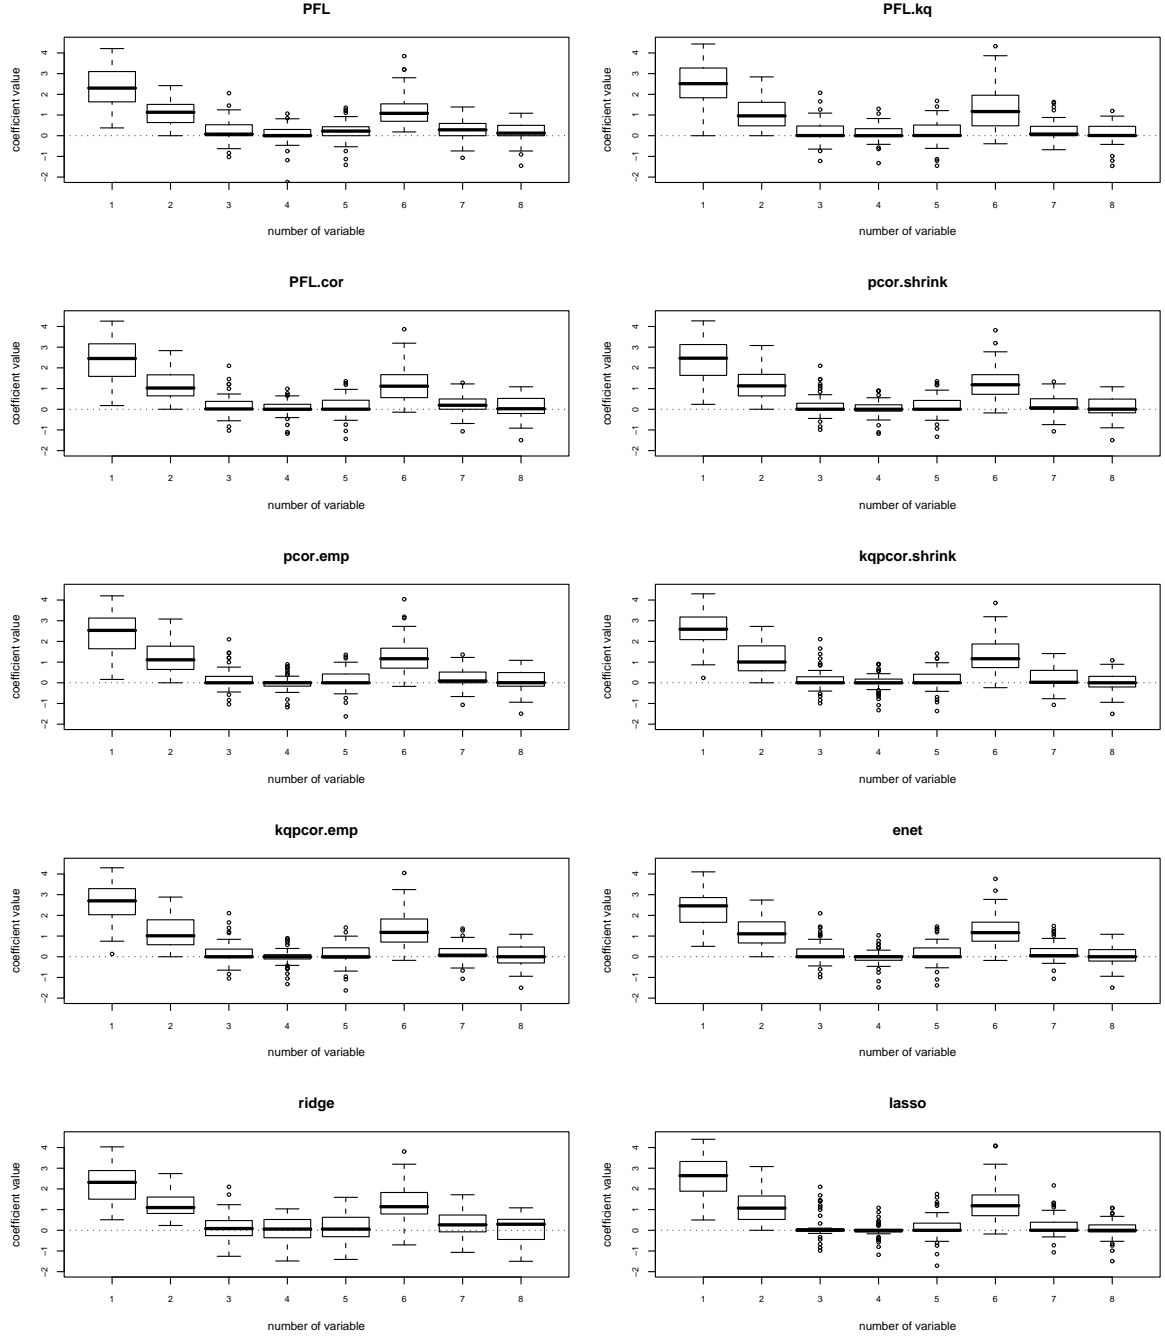 PFL
coefficient value
−2 −1 0 1 2 3 4
1 2 3 4 5 6 7 8
number of variable
PFL.kq
coefficient value
−2 −1 0 1 2 3 4
1 2 3 4 5 6 7 8
number of variable
PFL.cor
coefficient value
−2 −1 0 1 2 3 4
1 2 3 4 5 6 7 8
number of variable
pcor.shrink
coefficient value
−2 −1 0 1 2 3 4
1 2 3 4 5 6 7 8
number of variable
pcor.emp
coefficient value
−2 −1 0 1 2 3 4
1 2 3 4 5 6 7 8
number of variable
kqpcor.shrink
coefficient value
−2 −1 0 1 2 3 4
1 2 3 4 5 6 7 8
number of variable
kqpcor.emp
coefficient value
−2 −1 0 1 2 3 4
1 2 3 4 5 6 7 8
number of variable
enet
coefficient value
−2 −1 0 1 2 3 4
1 2 3 4 5 6 7 8
number of variable
ridge
coefficient value
−2 −1 0 1 2 3 4
1 2 3 4 5 6 7 8
number of variable
lasso
coefficient value
−2 −1 0 1 2 3 4
1 2 3 4 5 6 7 8
number of variable